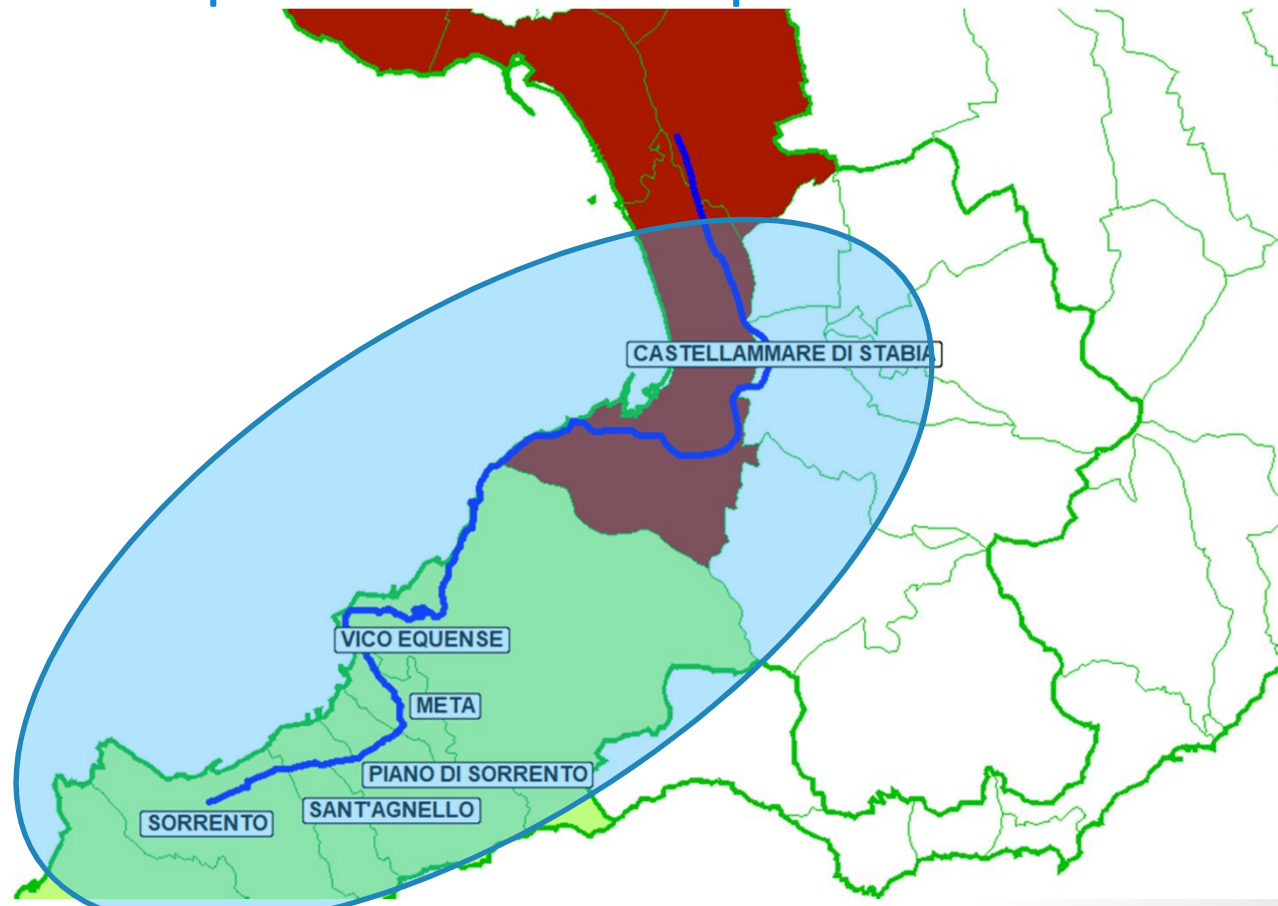 CASTELLAMMARE DI STABIA
VICO EQUENSE
META
PIANO DI SORRENTO
SANT'AGNELLO
SORRENTO